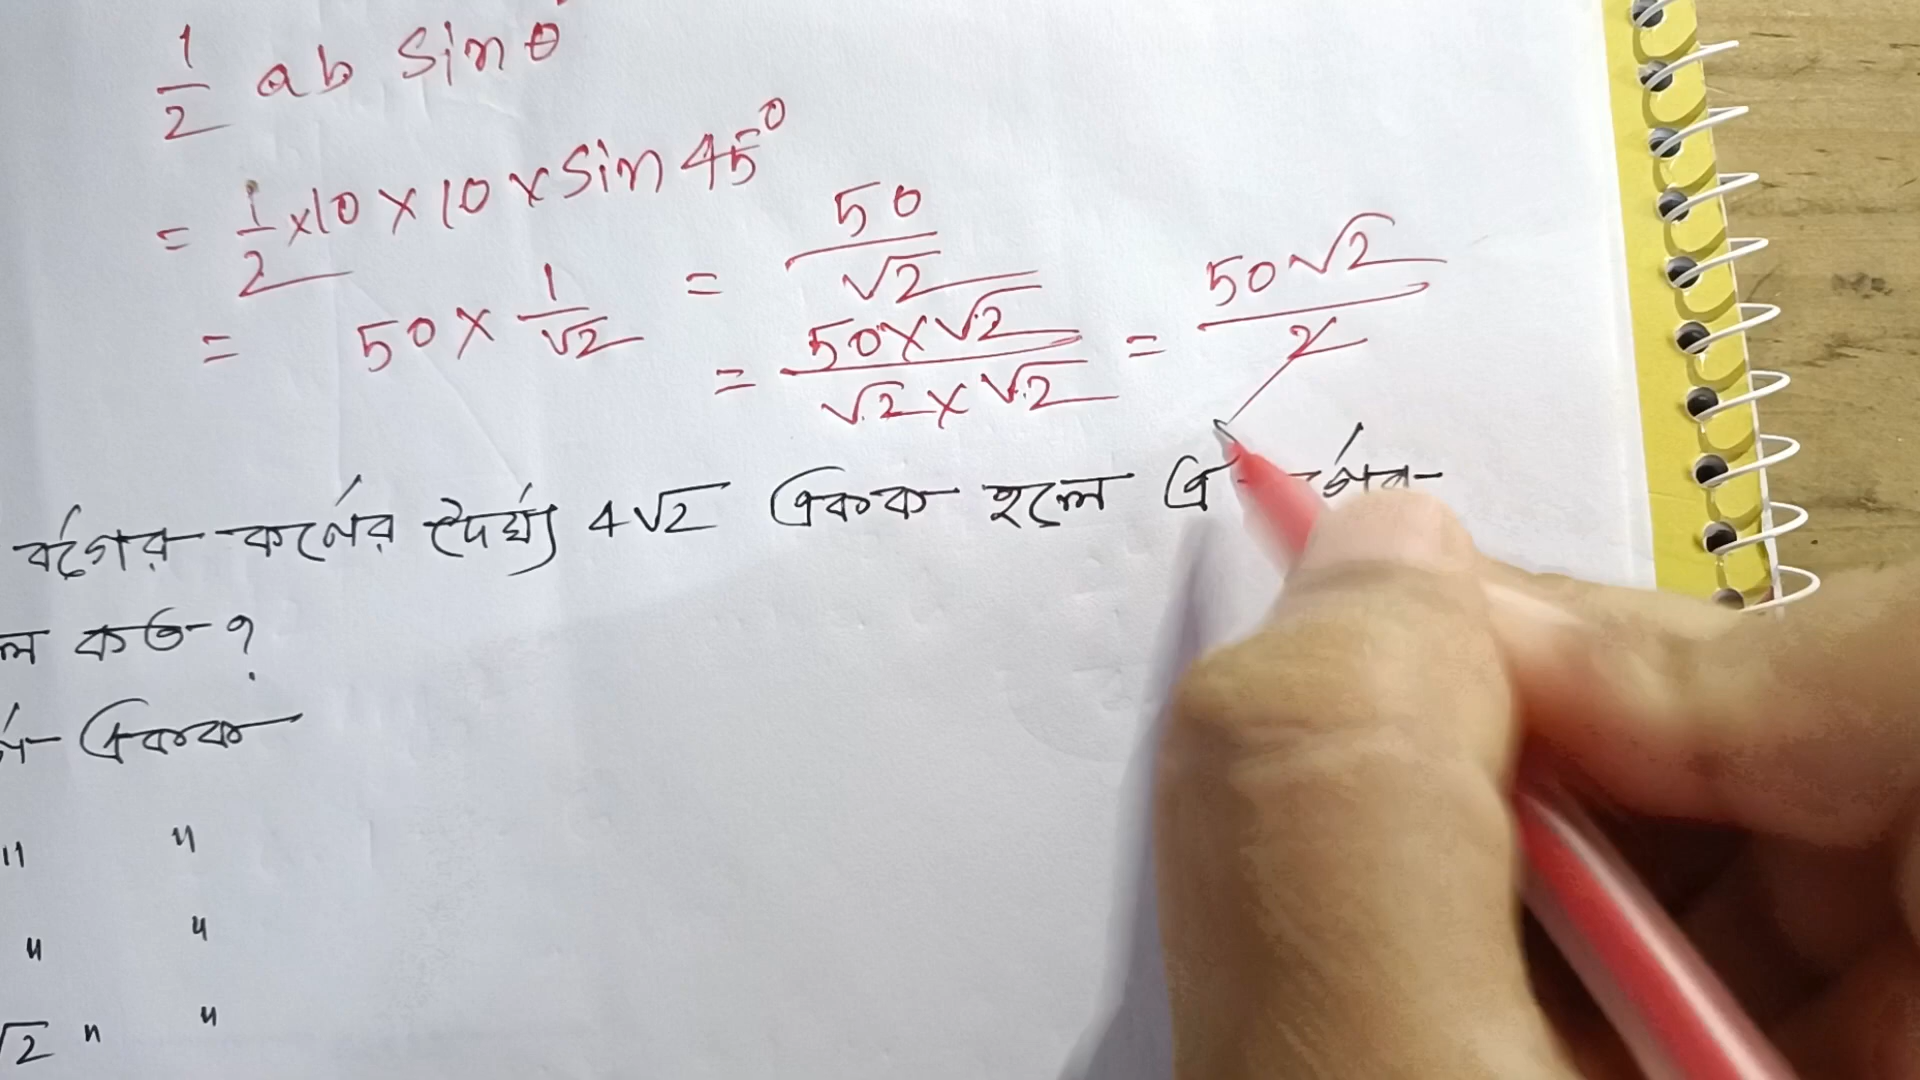 1/2 ab Sinθ
= 1/2 × 10 × 10 × Sin 45°
= 50 × 1/√2 = 50/√2
= 50×√2/√2×√2 = 50√2/2
বর্গের কর্ণের দৈর্ঘ্য 4√2 একক হলে ঐ
ল কত ?
একক
" "
" "
√2 " "